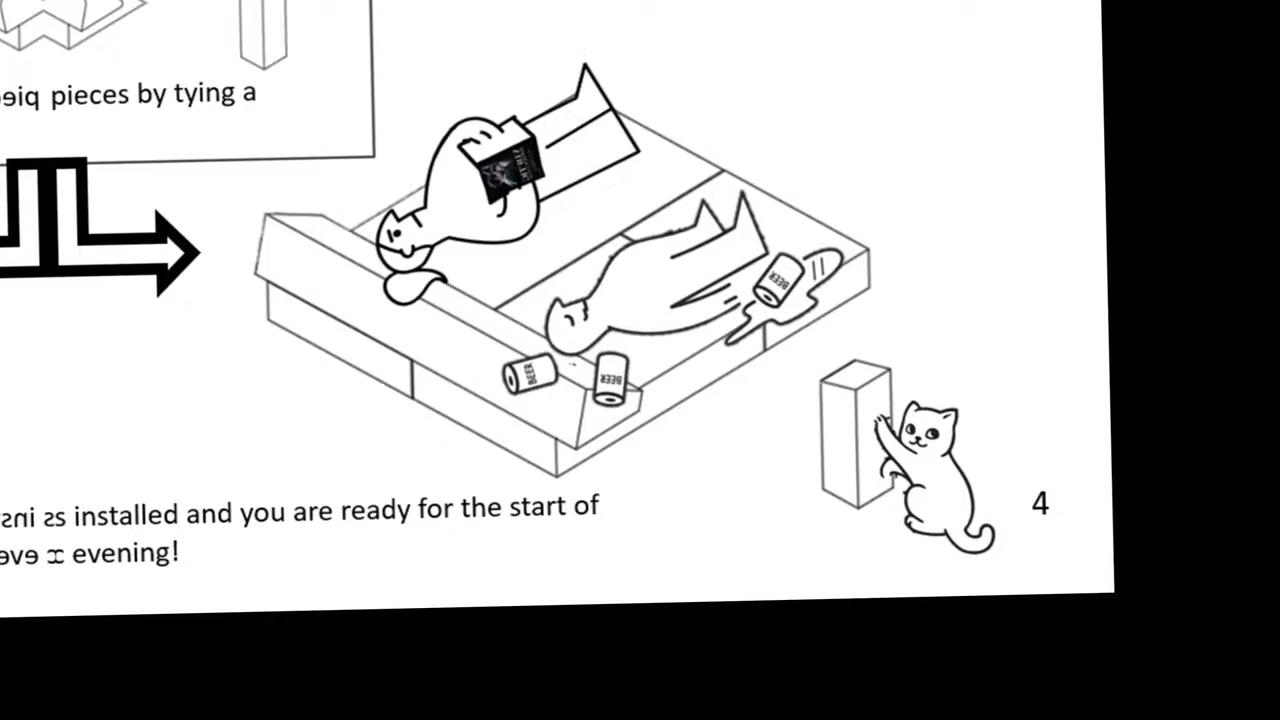 pieces by tying a
BEER
BEER
BEER
installed and you are ready for the start of
evening!
4